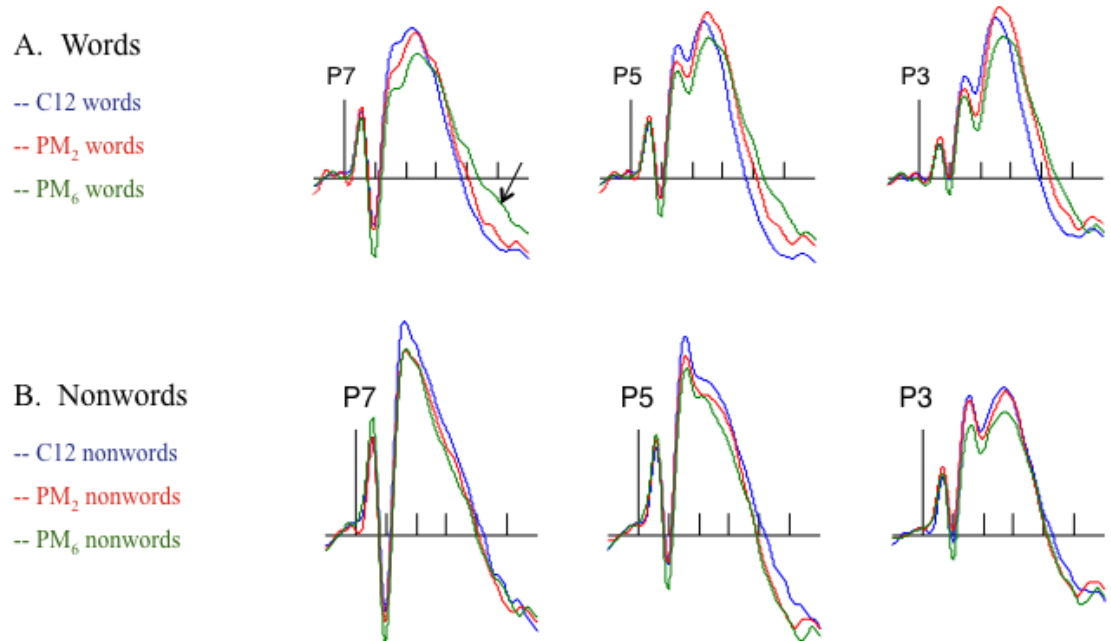 A. Words
-- C12 words
-- PM₂ words
-- PM₆ words
P7
P5
P3
B. Nonwords
-- C12 nonwords
-- PM₂ nonwords
-- PM₆ nonwords
P7
P5
P3